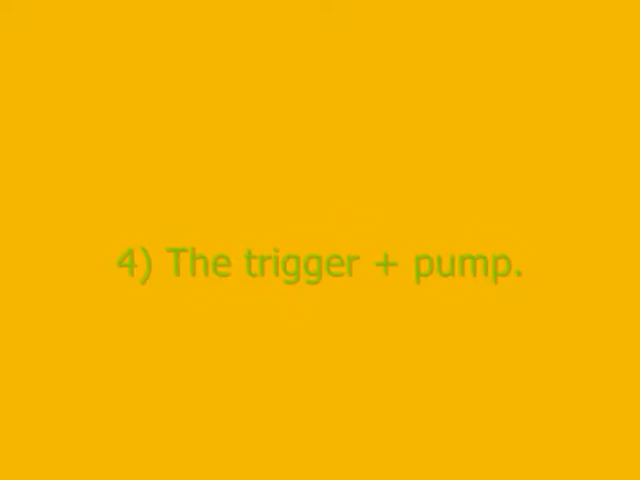 4) The trigger + pump.